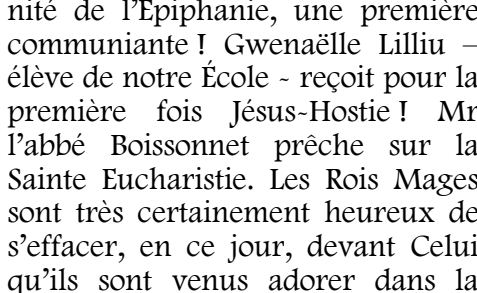 nité de l'Épiphanie, une première
communiante ! Gwenaëlle Lilliu –
élève de notre École - reçoit pour la
première fois Jésus-Hostie ! Mr
l'abbé Boissonnet prêche sur la
Sainte Eucharistie. Les Rois Mages
sont très certainement heureux de
s'effacer, en ce jour, devant Celui
qu'ils sont venus adorer dans la